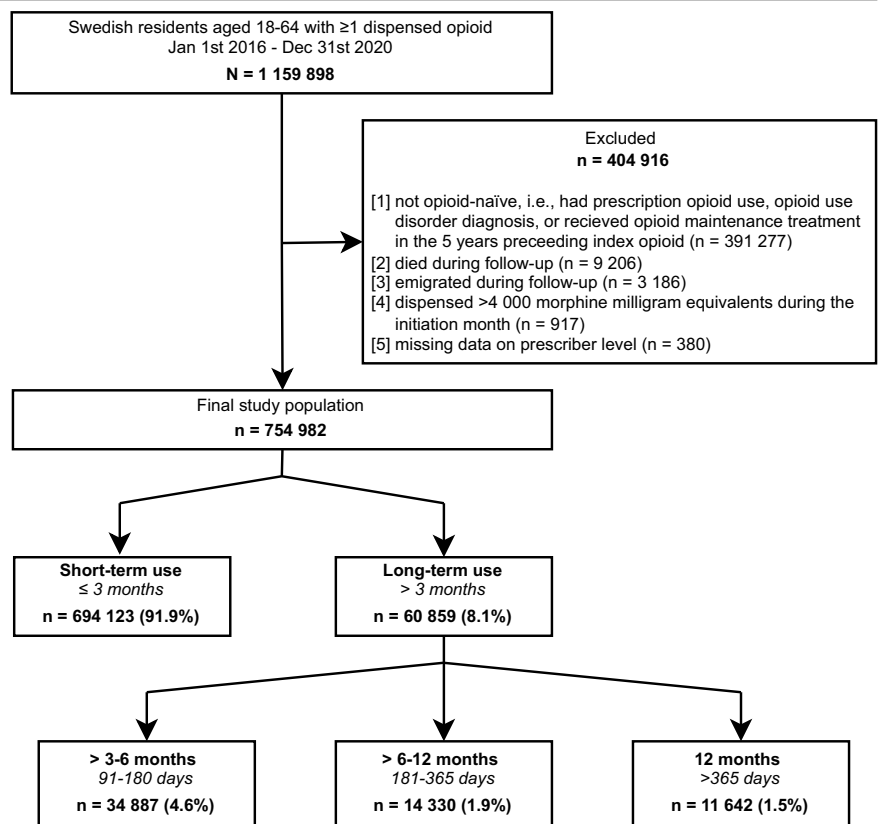 Swedish residents aged 18-64 with ≥1 dispensed opioid
Jan 1st 2016 - Dec 31st 2020
N = 1 159 898
Excluded
n = 404 916
[1] not opioid-naïve, i.e., had prescription opioid use, opioid use
disorder diagnosis, or recieved opioid maintenance treatment
in the 5 years preceeding index opioid (n = 391 277)
[2] died during follow-up (n = 9 206)
[3] emigrated during follow-up (n = 3 186)
[4] dispensed >4 000 morphine milligram equivalents during the
initiation month (n = 917)
[5] missing data on prescriber level (n = 380)
Final study population
n = 754 982
Short-term use
≤ 3 months
n = 694 123 (91.9%)
Long-term use
> 3 months
n = 60 859 (8.1%)
> 3-6 months
91-180 days
n = 34 887 (4.6%)
> 6-12 months
181-365 days
n = 14 330 (1.9%)
12 months
>365 days
n = 11 642 (1.5%)